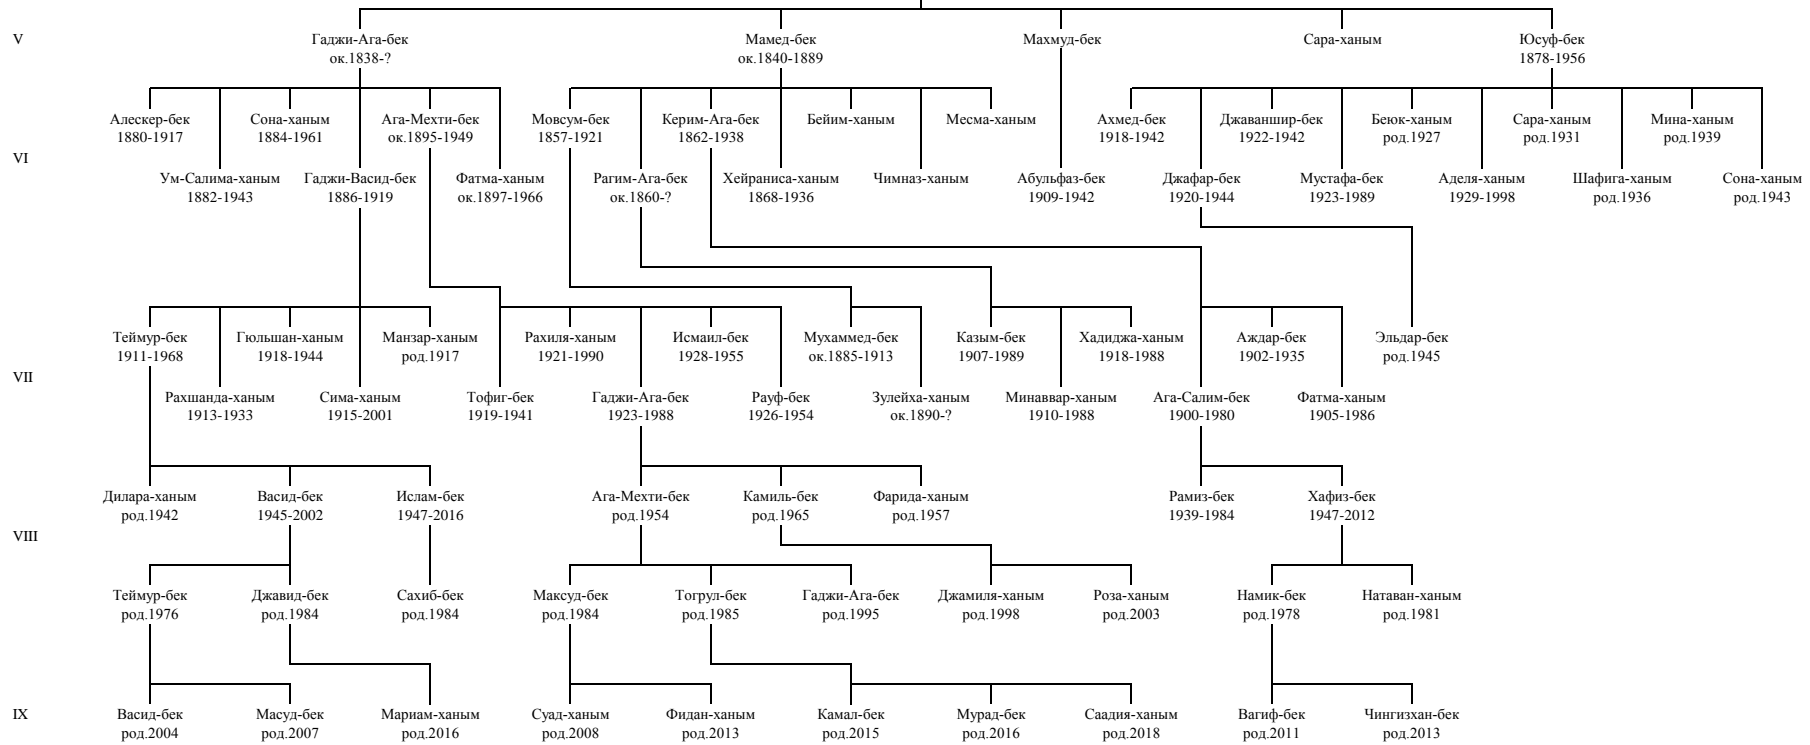 V
Гаджи-Ага-бек
ок.1838-?
Мамед-бек
ок.1840-1889
Махмуд-бек
Сара-ханым
Юсуф-бек
1878-1956
Алескер-бек
1880-1917
Сона-ханым
1884-1961
Ага-Мехти-бек
ок.1895-1949
Мовсум-бек
1857-1921
Керим-Ага-бек
1862-1938
Бейим-ханым
Месма-ханым
Ахмед-бек
1918-1942
Джаваншир-бек
1922-1942
Беюк-ханым
род.1927
Сара-ханым
род.1931
Мина-ханым
род.1939
VI
Ум-Салима-ханым
1882-1943
Гаджи-Васид-бек
1886-1919
Фатма-ханым
ок.1897-1966
Рагим-Ага-бек
ок.1860-?
Хейраниса-ханым
1868-1936
Чимназ-ханым
Абульфаз-бек
1909-1942
Джафар-бек
1920-1944
Мустафа-бек
1923-1989
Аделя-ханым
1929-1998
Шафига-ханым
род.1936
Сона-ханым
род.1943
Теймур-бек
1911-1968
Гюльшан-ханым
1918-1944
Манзар-ханым
род.1917
Рахиля-ханым
1921-1990
Исмаил-бек
1928-1955
Мухаммед-бек
ок.1885-1913
Казым-бек
1907-1989
Хадиджа-ханым
1918-1988
Аждар-бек
1902-1935
Эльдар-бек
род.1945
VII
Рахшанда-ханым
1913-1933
Сима-ханым
1915-2001
Тофиг-бек
1919-1941
Гаджи-Ага-бек
1923-1988
Рауф-бек
1926-1954
Зулейха-ханым
ок.1890-?
Минаввар-ханым
1910-1988
Ага-Салим-бек
1900-1980
Фатма-ханым
1905-1986
Дилара-ханым
род.1942
Васид-бек
1945-2002
Ислам-бек
1947-2016
Ага-Мехти-бек
род.1954
Камиль-бек
род.1965
Фарида-ханым
род.1957
Рамиз-бек
1939-1984
Хафиз-бек
1947-2012
VIII
Теймур-бек
род.1976
Джавид-бек
род.1984
Сахиб-бек
род.1984
Максуд-бек
род.1984
Тогрул-бек
род.1985
Гаджи-Ага-бек
род.1995
Джамиля-ханым
род.1998
Роза-ханым
род.2003
Намик-бек
род.1978
Натаван-ханым
род.1981
IX
Васид-бек
род.2004
Масуд-бек
род.2007
Мариам-ханым
род.2016
Суад-ханым
род.2008
Фидан-ханым
род.2013
Камал-бек
род.2015
Мурад-бек
род.2016
Саадия-ханым
род.2018
Вагиф-бек
род.2011
Чингизхан-бек
род.2013